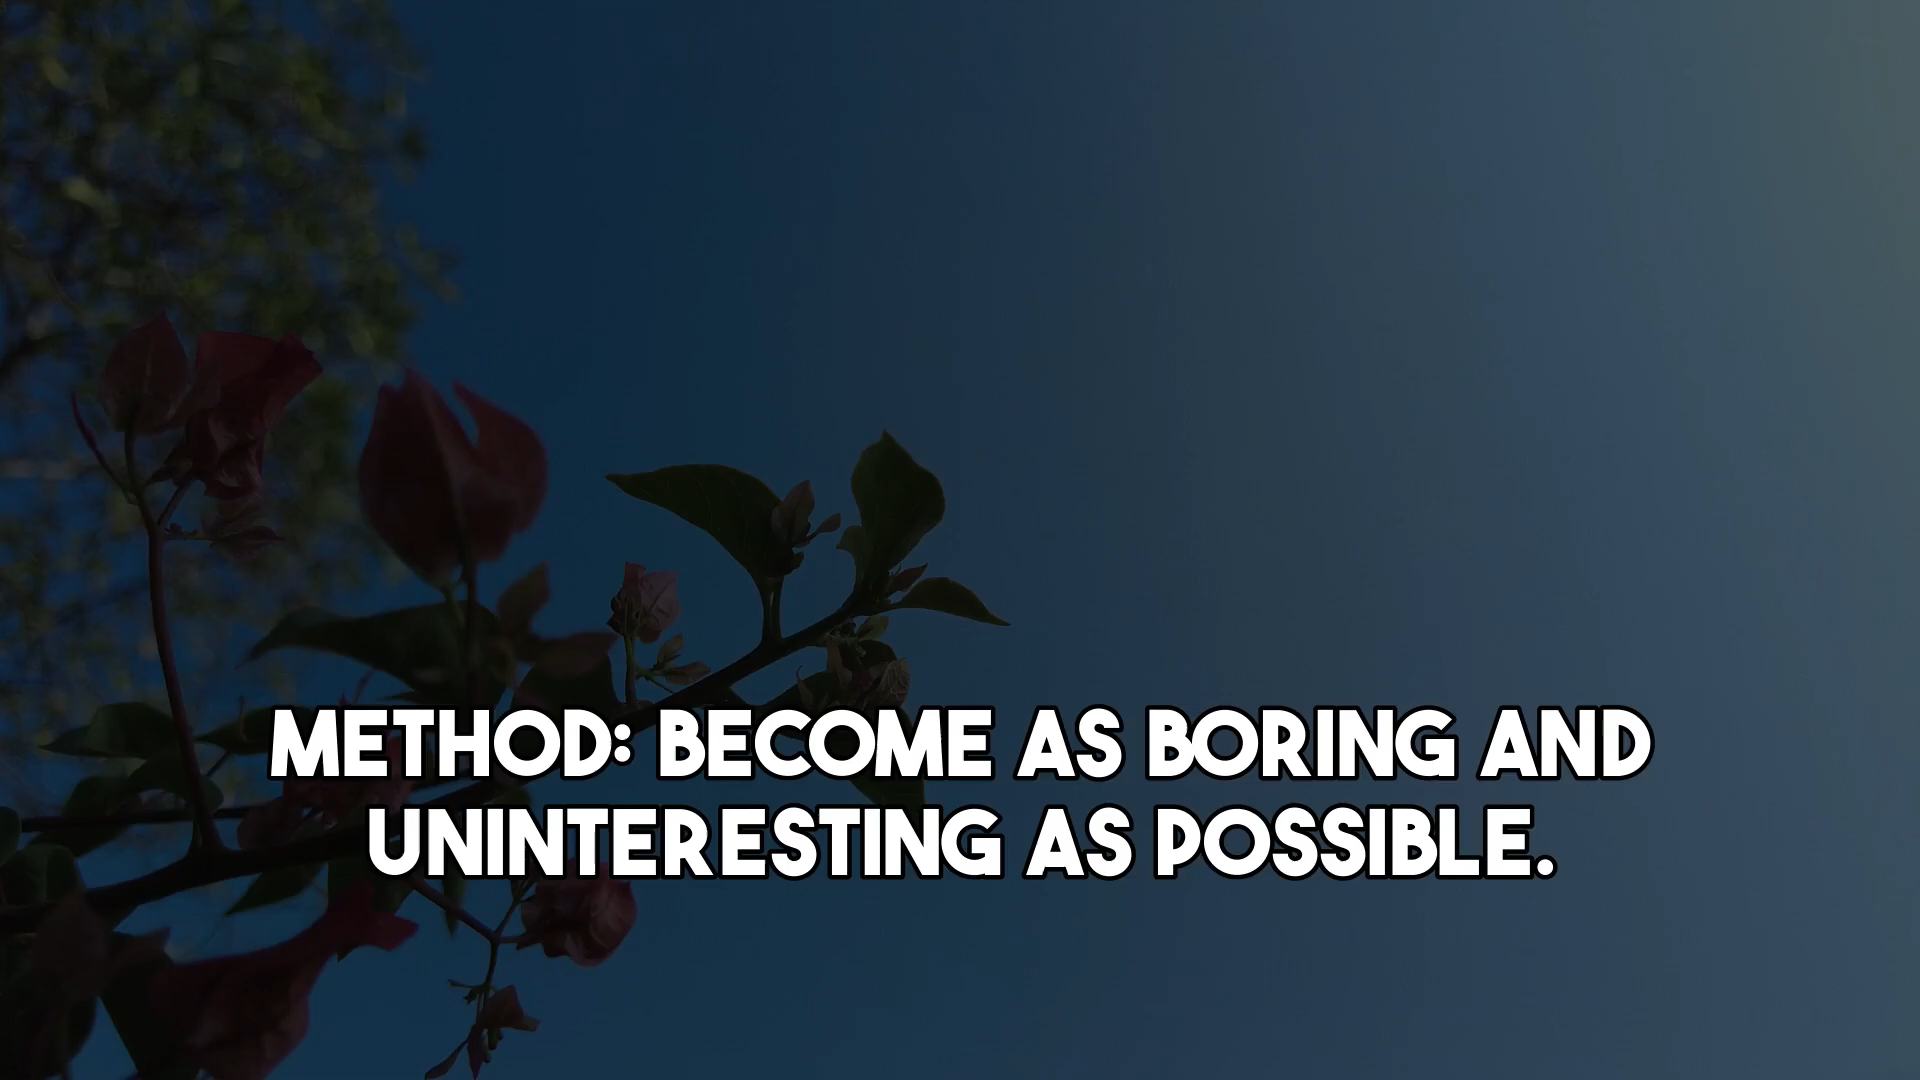 METHOD: BECOME AS BORING AND
UNINTERESTING AS POSSIBLE.